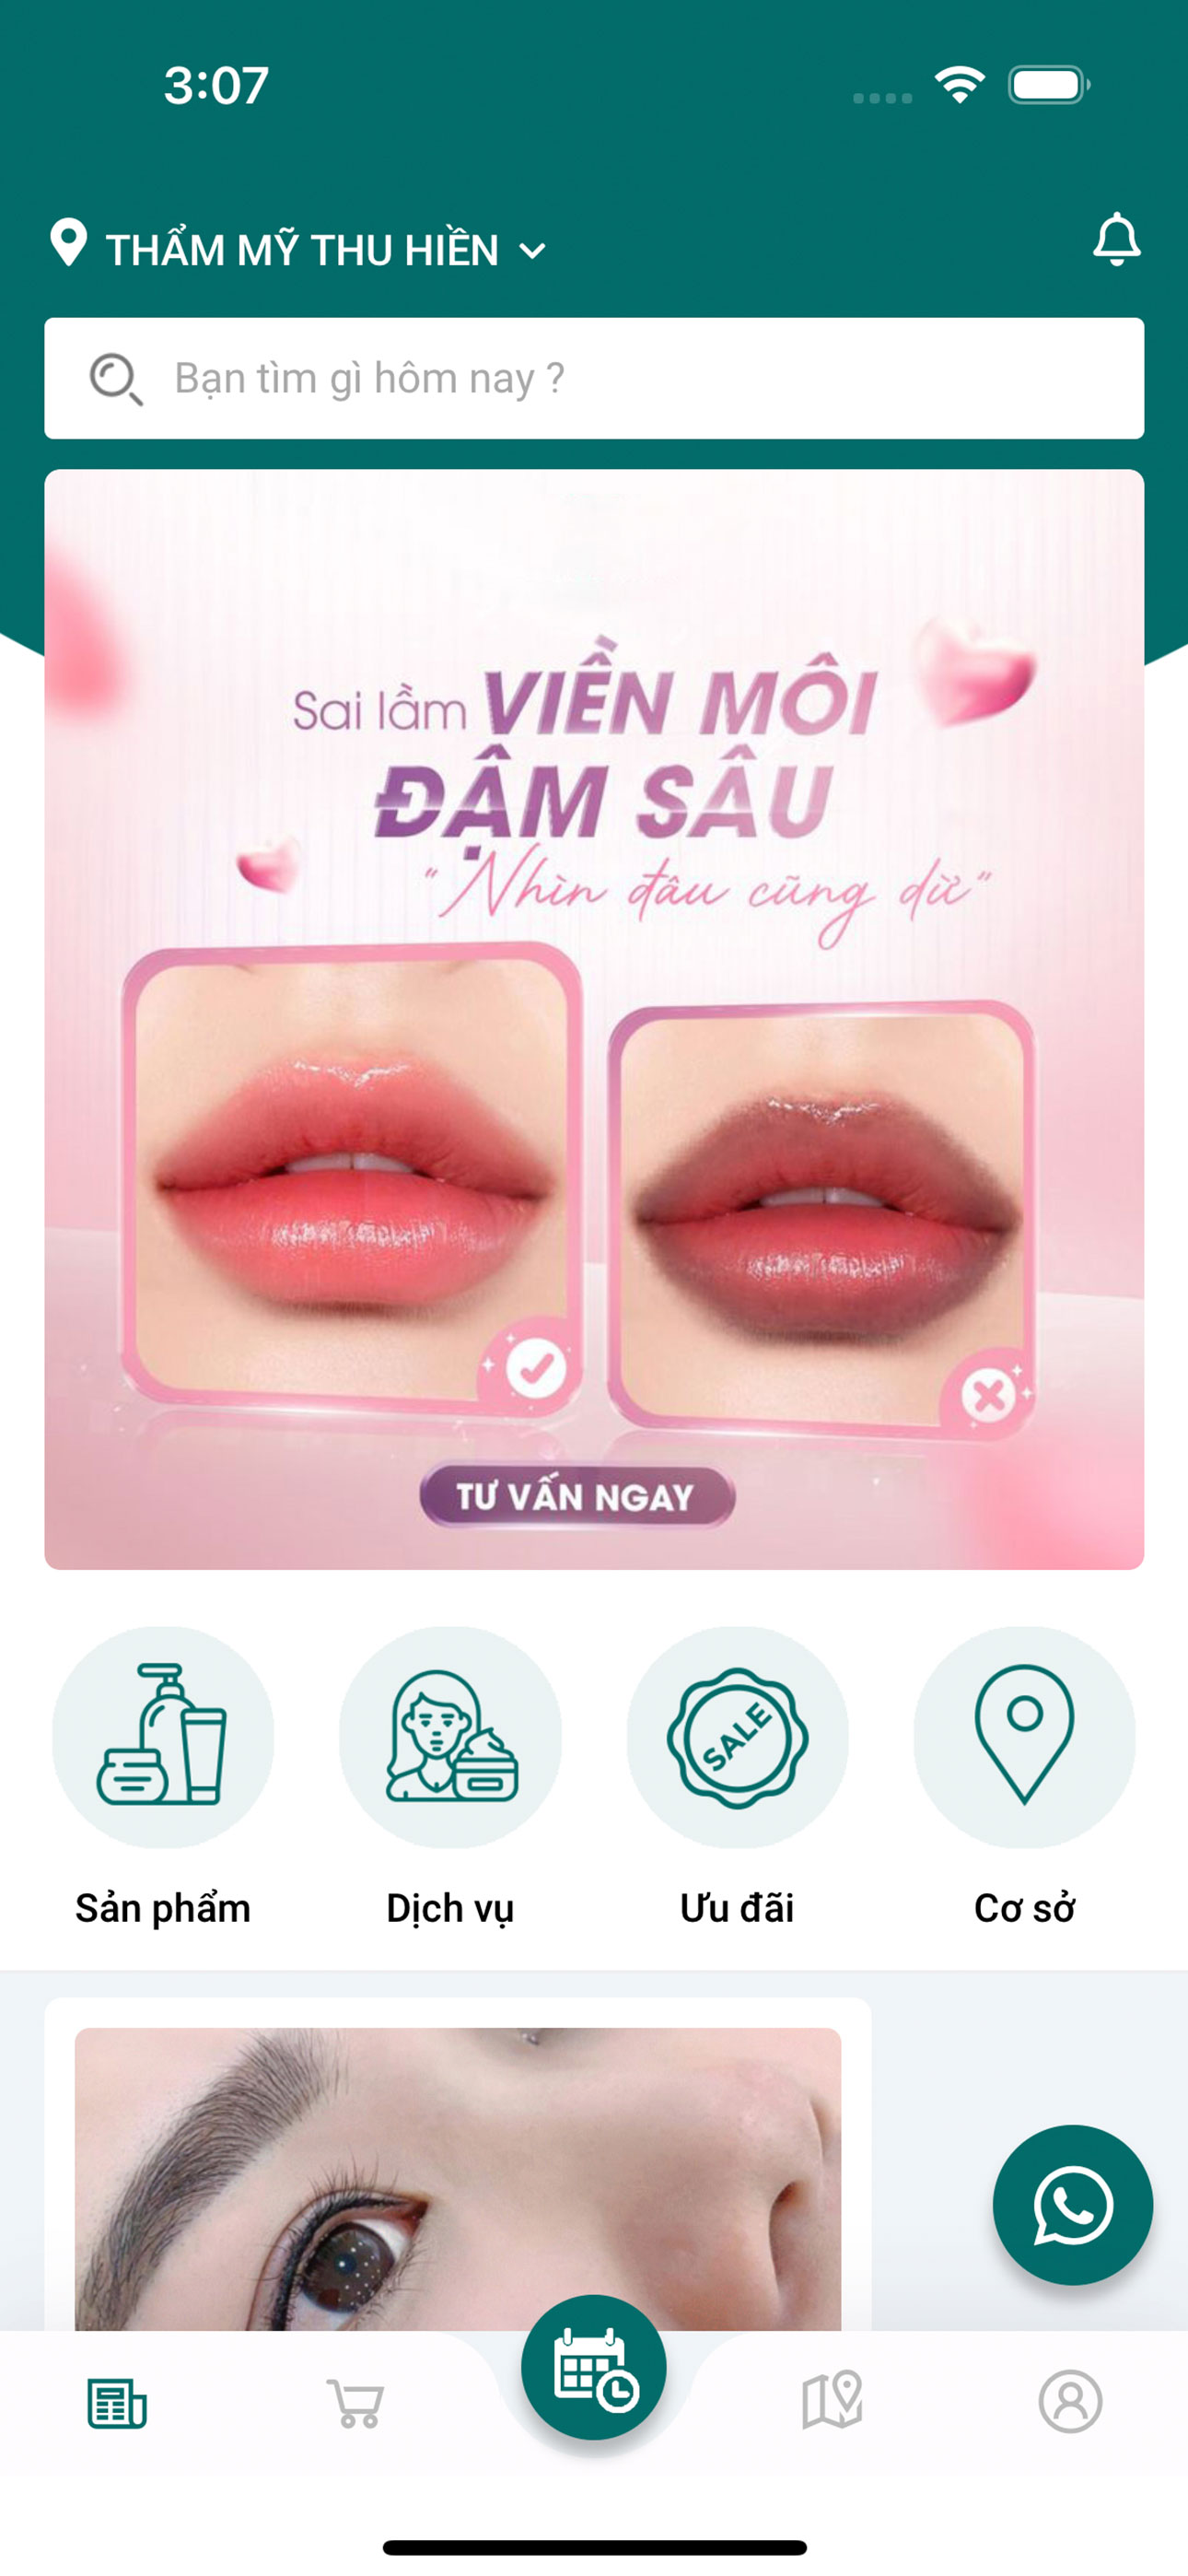 3:07
THẨM MỸ THU HIỀN
Bạn tìm gì hôm nay ?
Sai lầm VIỀN MÔI
ĐẬM SÂU
“Nhìn đâu cũng dừ”
TƯ VẤN NGAY
SALE
Sản phẩm
Dịch vụ
Ưu đãi
Cơ sở